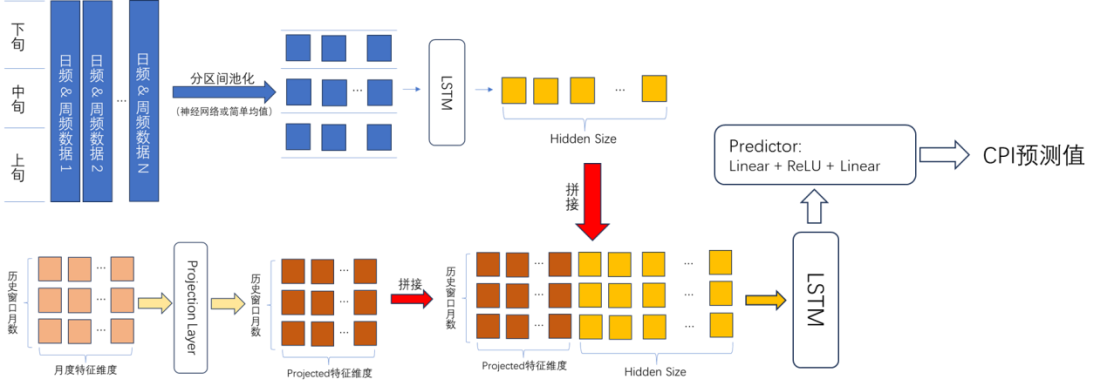 下旬
中旬
上旬
日频 & 周频数据 1
日频 & 周频数据 2
...
日频 & 周频数据 N
分区间池化
(神经网络或简单均值)
...
LSTM
...
Hidden Size
拼接
Predictor:
Linear + ReLU + Linear
CPI预测值
历史窗口月数
...
...
...
月度特征维度
Projection Layer
历史窗口月数
...
...
...
Projected特征维度
拼接
历史窗口月数
...
...
...
Projected特征维度
...
...
...
Hidden Size
LSTM